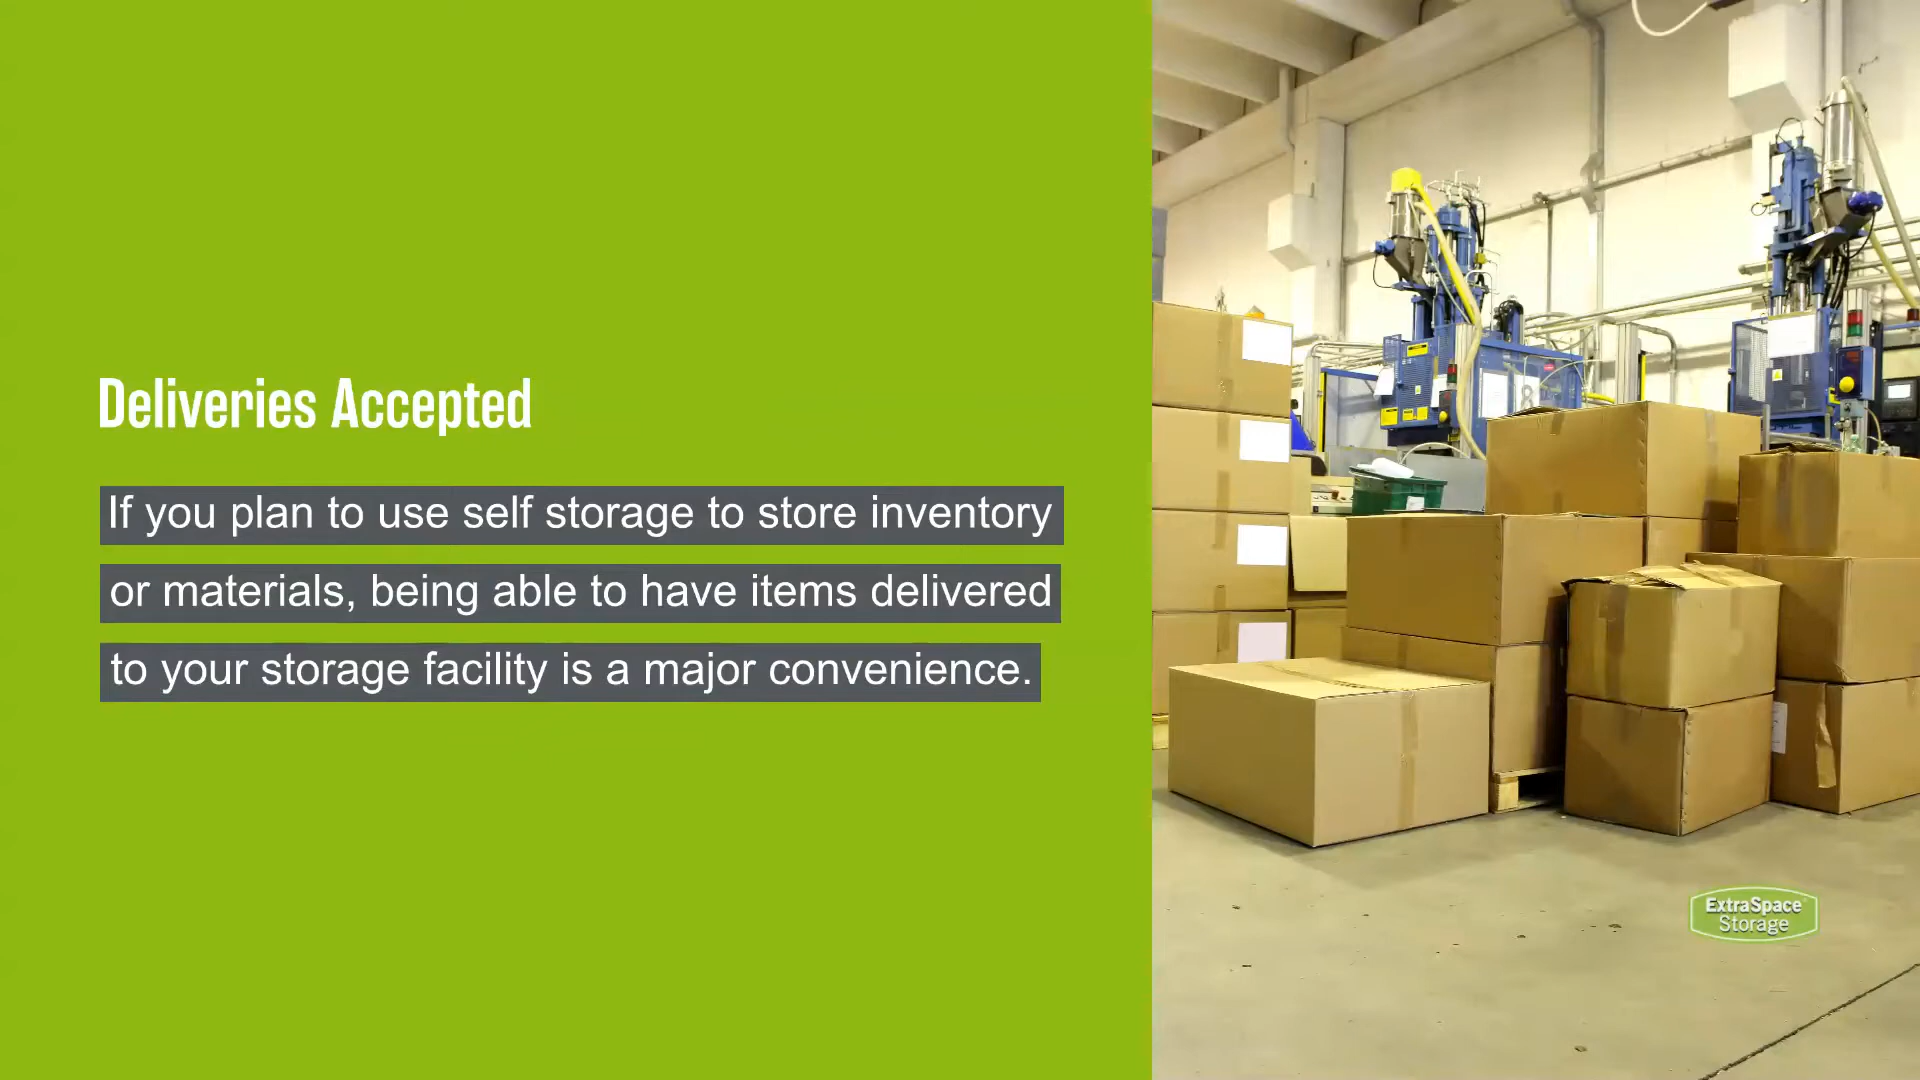 Deliveries Accepted
If you plan to use self storage to store inventory
or materials, being able to have items delivered
to your storage facility is a major convenience.
8
ExtraSpace
Storage